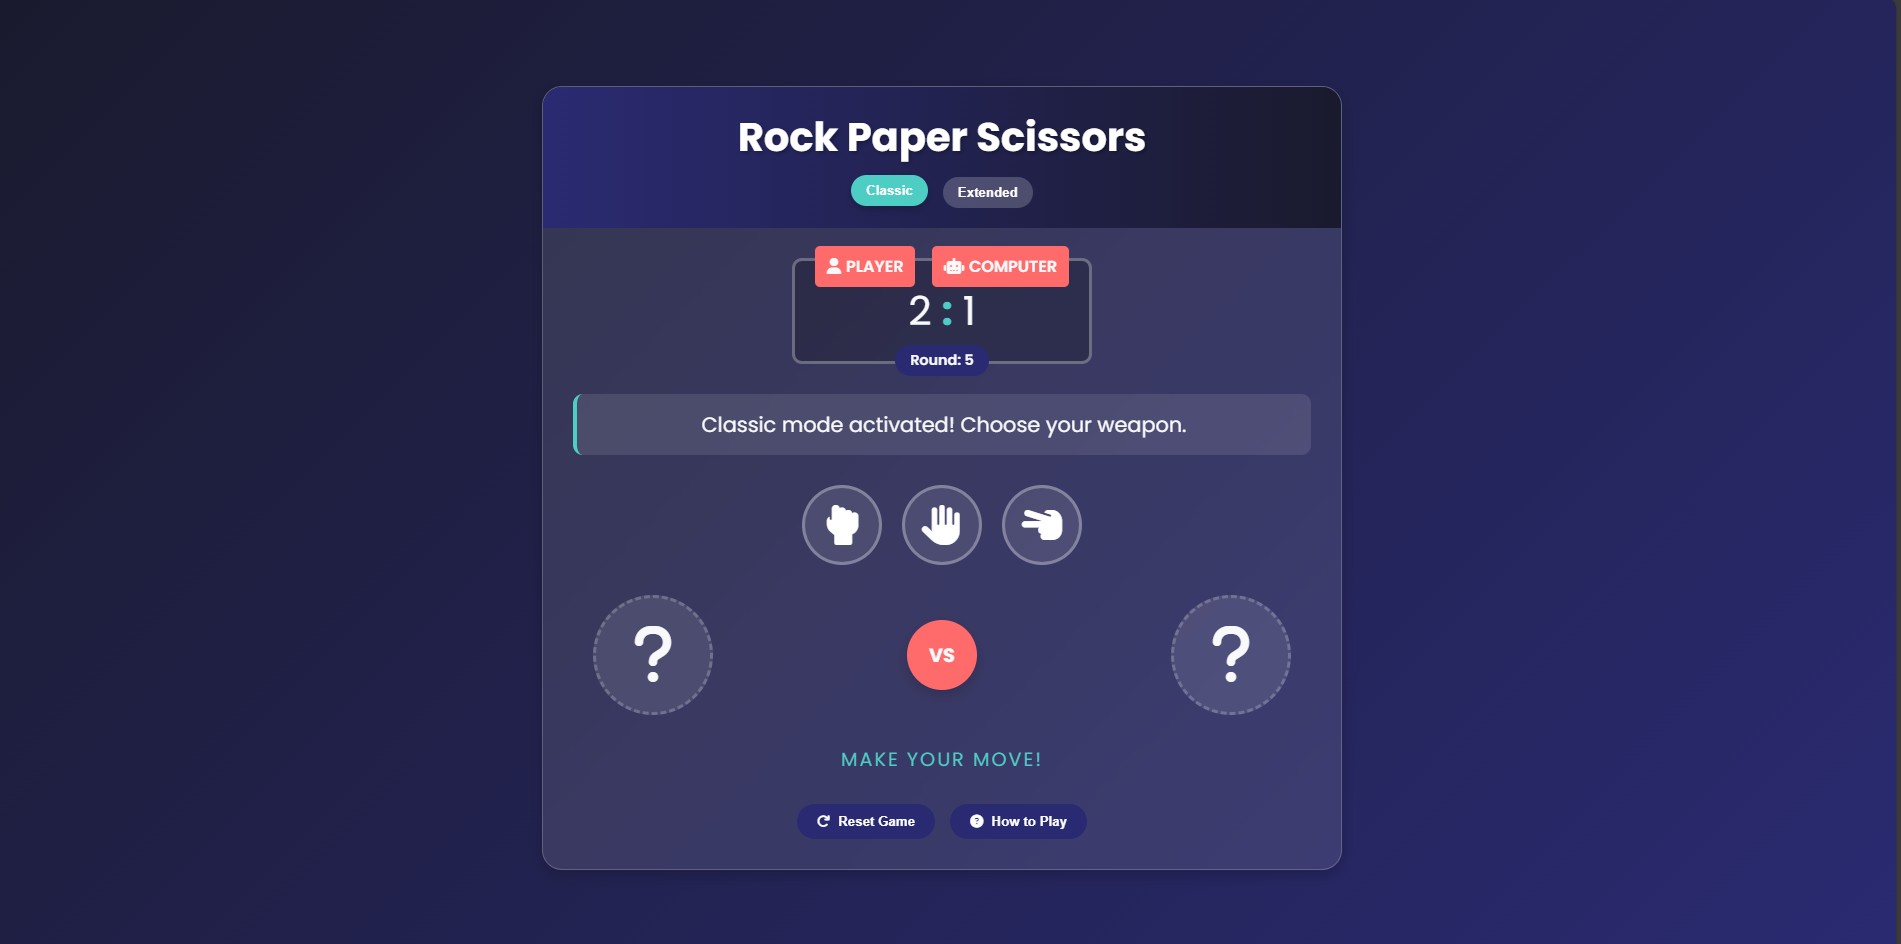 Rock Paper Scissors
Classic Extended
PLAYER COMPUTER
2 : 1
Round: 5
Classic mode activated! Choose your weapon.
? VS ?
MAKE YOUR MOVE!
Reset Game How to Play